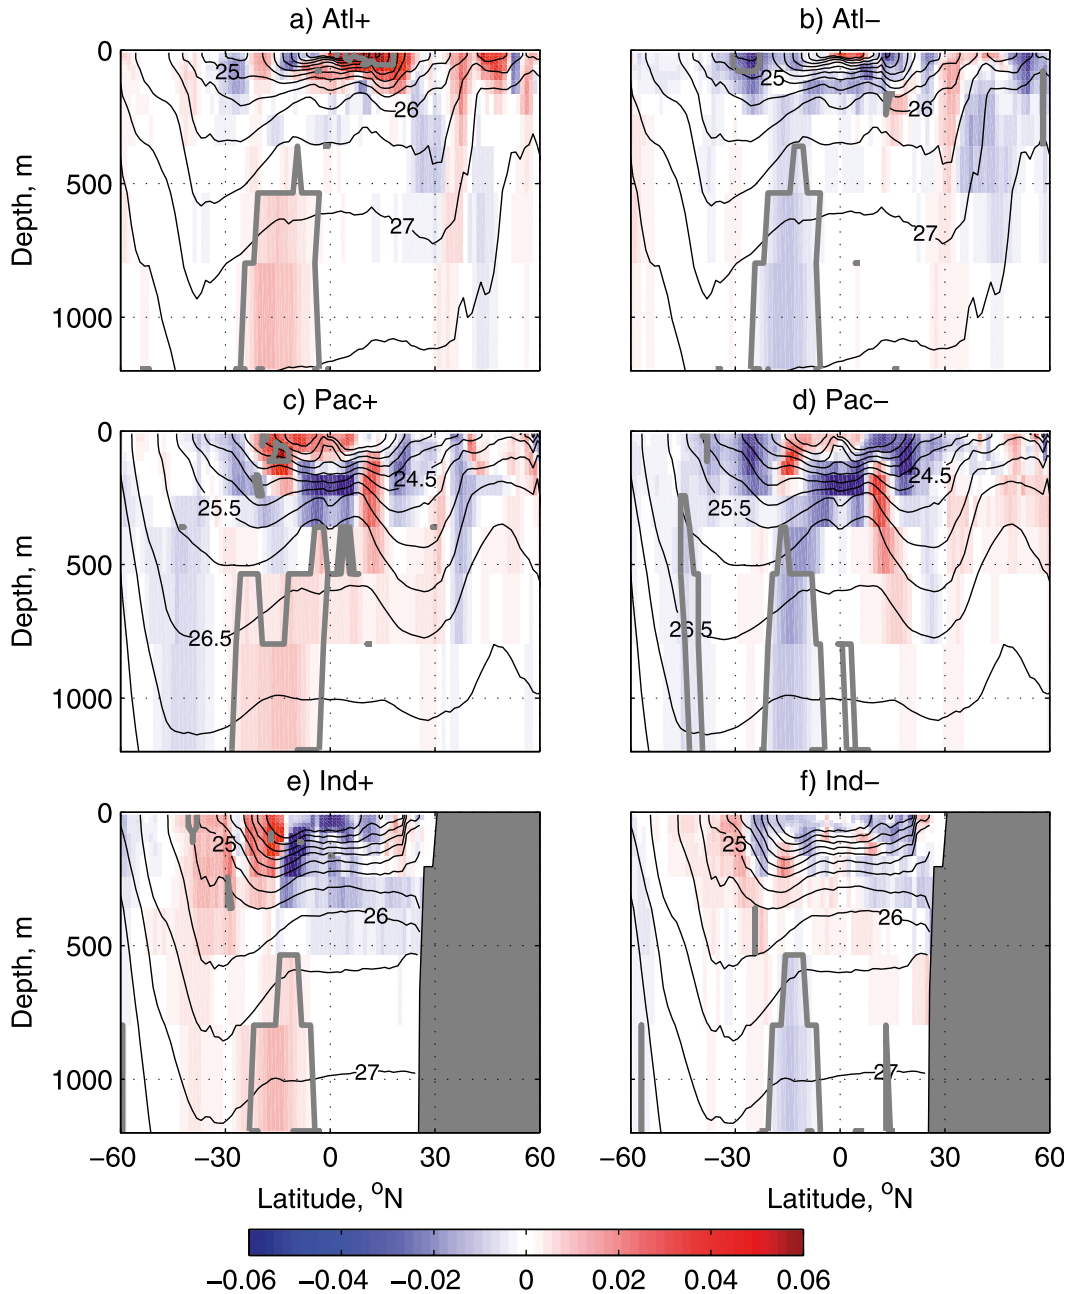 a) Atl+
b) Atl−
0
500
1000
Depth, m
25
26
27
25
26
27
c) Pac+
d) Pac−
0
500
1000
Depth, m
25.5
24.5
26.5
25.5
24.5
26.5
e) Ind+
f) Ind−
0
500
1000
Depth, m
25
26
27
25
26
27
−60 −30 0 30 60
−60 −30 0 30 60
Latitude, °N
Latitude, °N
−0.06 −0.04 −0.02 0 0.02 0.04 0.06